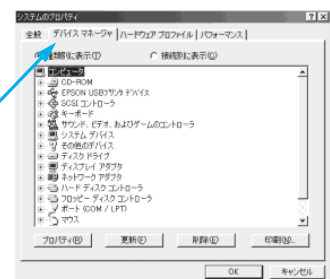 システムのプロパティ
全般 デバイス マネージャ ハードウェア プロファイル パフォーマンス
種類別に表示(T) 接続別に表示(C)
コンピュータ
CD-ROM
EPSON USBプリンタ デバイス
SCSI コントローラ
キーボード
サウンド、ビデオ、およびゲームのコントローラ
システム デバイス
その他のデバイス
ディスク ドライブ
ディスプレイ アダプタ
ネットワーク アダプタ
ハード ディスク コントローラ
フロッピー ディスク コントローラ
ポート (COM / LPT)
マウス
プロパティ(R) 更新(F) 削除(E) 印刷(N)...
OK キャンセル